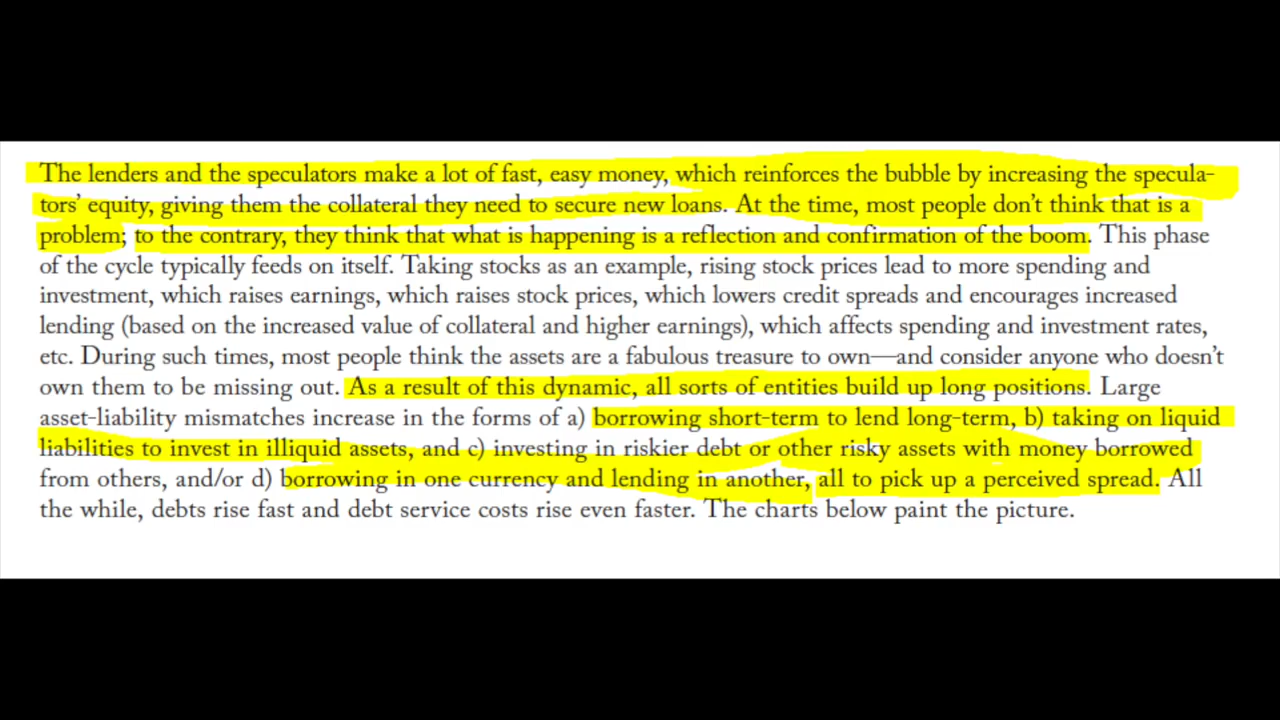 The lenders and the speculators make a lot of fast, easy money, which reinforces the bubble by increasing the specula-
tors’ equity, giving them the collateral they need to secure new loans. At the time, most people don’t think that is a
problem; to the contrary, they think that what is happening is a reflection and confirmation of the boom. This phase
of the cycle typically feeds on itself. Taking stocks as an example, rising stock prices lead to more spending and
investment, which raises earnings, which raises stock prices, which lowers credit spreads and encourages increased
lending (based on the increased value of collateral and higher earnings), which affects spending and investment rates,
etc. During such times, most people think the assets are a fabulous treasure to own—and consider anyone who doesn’t
own them to be missing out. As a result of this dynamic, all sorts of entities build up long positions. Large
asset-liability mismatches increase in the forms of a) borrowing short-term to lend long-term, b) taking on liquid
liabilities to invest in illiquid assets, and c) investing in riskier debt or other risky assets with money borrowed
from others, and/or d) borrowing in one currency and lending in another, all to pick up a perceived spread. All
the while, debts rise fast and debt service costs rise even faster. The charts below paint the picture.